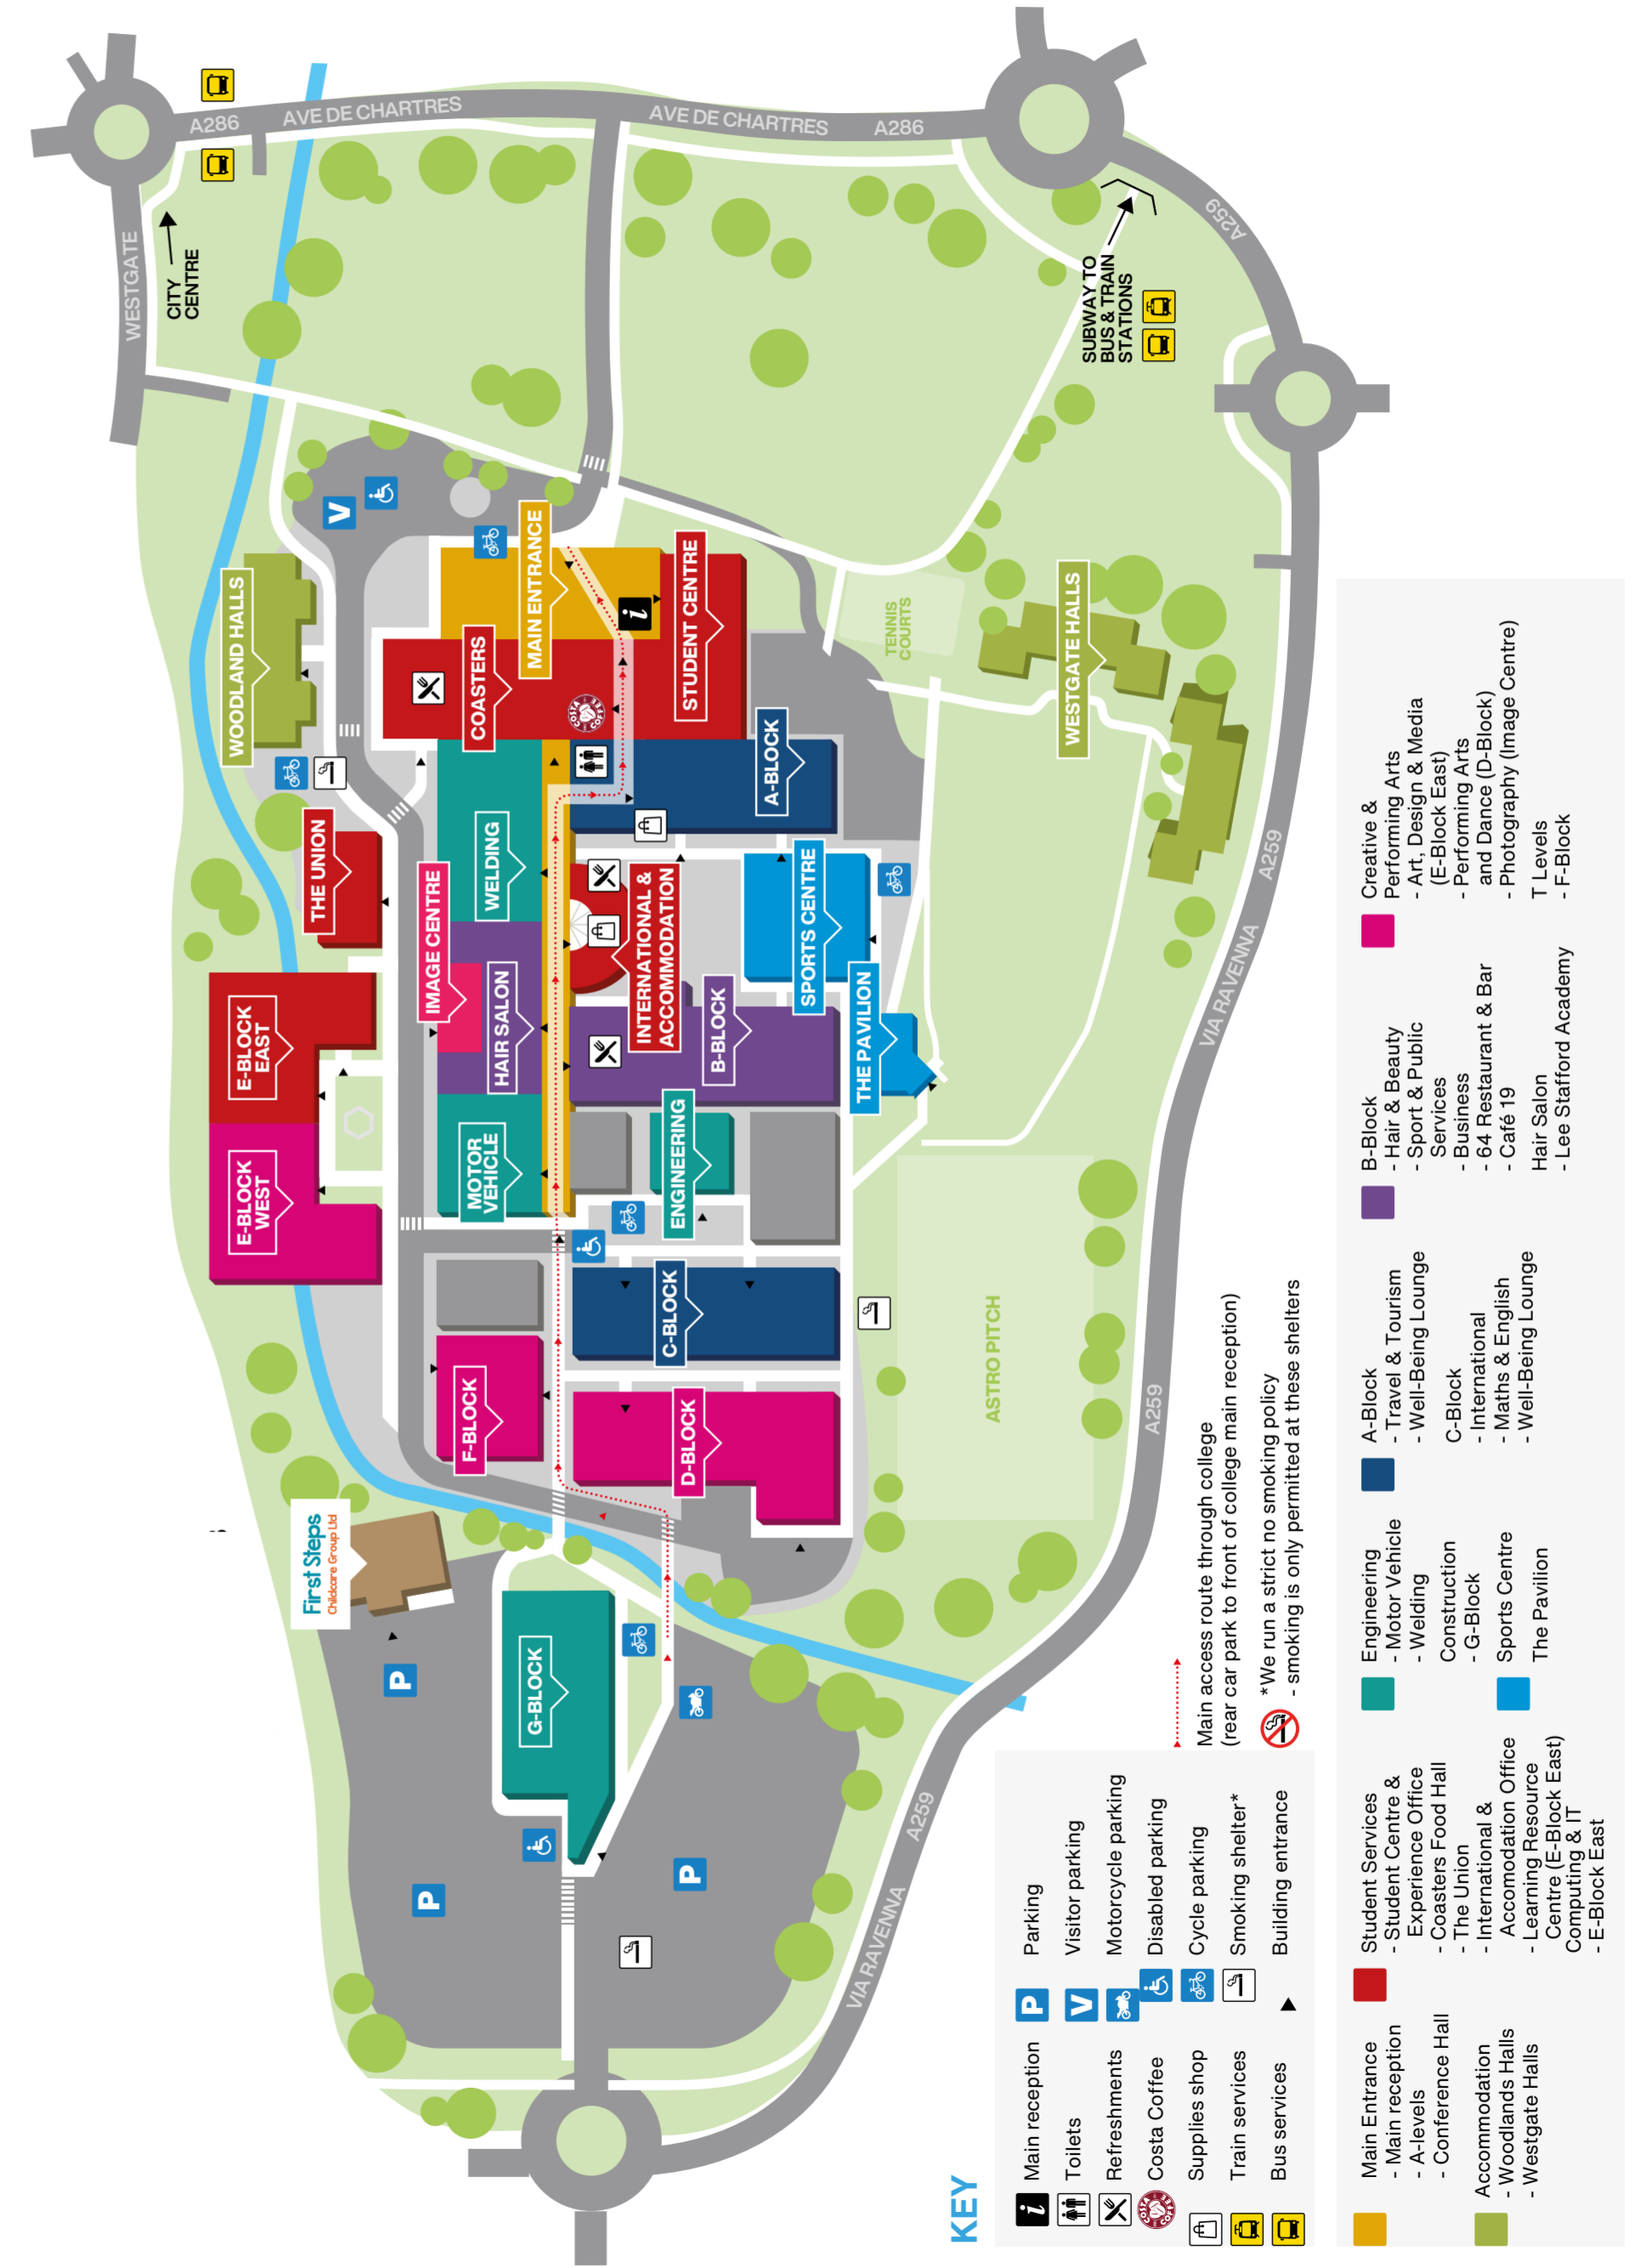 WESTGATE
CITY
CENTRE
A286
AVE DE CHARTRES
AVE DE CHARTRES
A286
A259
SUBWAY TO
BUS & TRAIN
STATIONS
WOODLAND HALLS
MAIN ENTRANCE
COASTERS
STUDENT CENTRE
COSTA
COFFEE
i
V
TENNIS
COURTS
WESTGATE HALLS
THE UNION
WELDING
A-BLOCK
IMAGE CENTRE
HAIR SALON
INTERNATIONAL &
ACCOMMODATION
SPORTS CENTRE
B-BLOCK
THE PAVILION
E-BLOCK
EAST
E-BLOCK
WEST
MOTOR
VEHICLE
ENGINEERING
C-BLOCK
F-BLOCK
D-BLOCK
ASTRO PITCH
First Steps
Childcare Group Ltd
G-BLOCK
P
P
P
A259
VIA RAVENNA
A259
A259
VIA RAVENNA
KEY
i
Main reception
Toilets
Refreshments
COSTA
COFFEE
Costa Coffee
Supplies shop
Train services
Bus services
P
Parking
V
Visitor parking
Motorcycle parking
Disabled parking
Cycle parking
Smoking shelter*
Building entrance
Main access route through college
(rear car park to front of college main reception)
*We run a strict no smoking policy
- smoking is only permitted at these shelters
Main Entrance
- Main reception
- A-levels
- Conference Hall
Accommodation
- Woodlands Halls
- Westgate Halls
Student Services
- Student Centre &
Experience Office
- Coasters Food Hall
- The Union
- International &
Accomodation Office
- Learning Resource
Centre (E-Block East)
Computing & IT
- E-Block East
Engineering
- Motor Vehicle
- Welding
Construction
- G-Block
Sports Centre
The Pavilion
A-Block
- Travel & Tourism
- Well-Being Lounge
C-Block
- International
- Maths & English
- Well-Being Lounge
B-Block
- Hair & Beauty
- Sport & Public
Services
- Business
- 64 Restaurant & Bar
- Café 19
Hair Salon
- Lee Stafford Academy
Creative &
Performing Arts
- Art, Design & Media
(E-Block East)
- Performing Arts
and Dance (D-Block)
- Photography (Image Centre)
T Levels
- F-Block